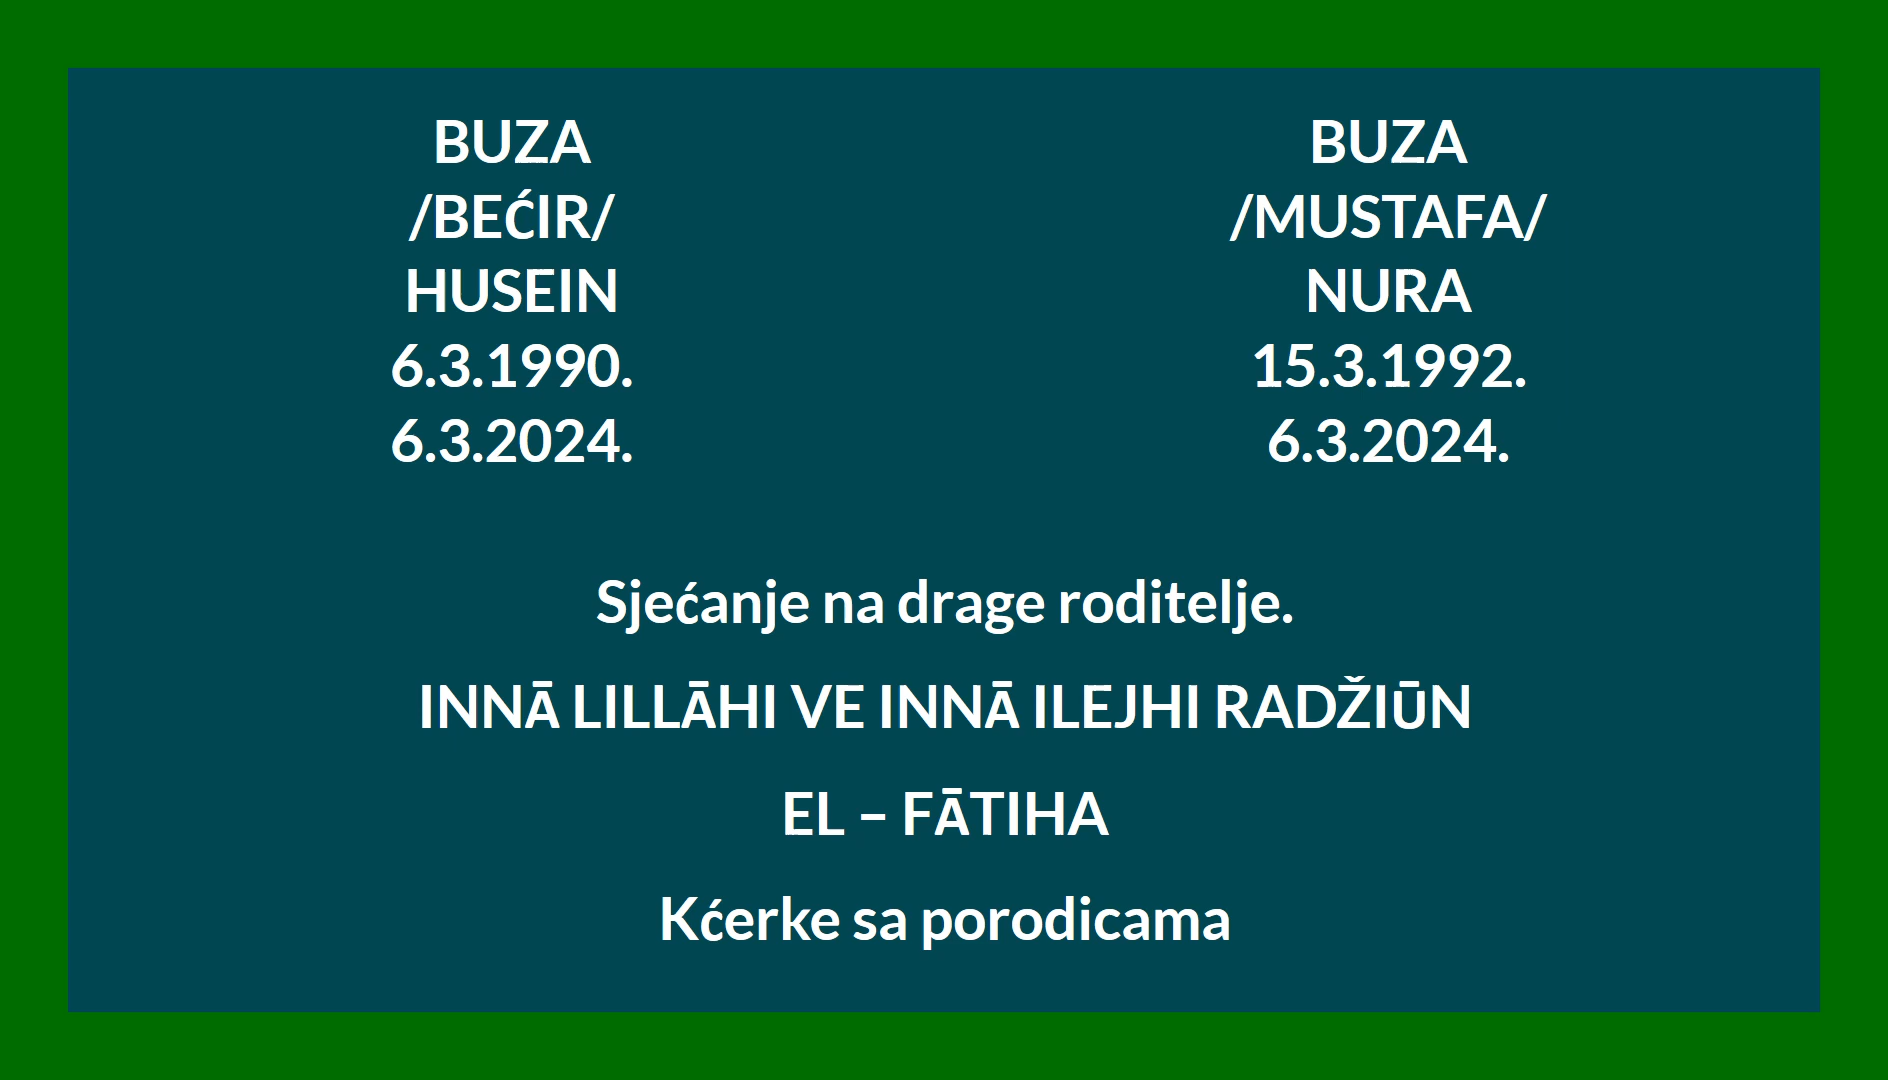 BUZA
/BEĆIR/
HUSEIN
6.3.1990.
6.3.2024.
BUZA
/MUSTAFA/
NURA
15.3.1992.
6.3.2024.
Sjećanje na drage roditelje.
INNĀ LILLĀHI VE INNĀ ILEJHI RADŽIŪN
EL – FĀTIHA
Kćerke sa porodicama